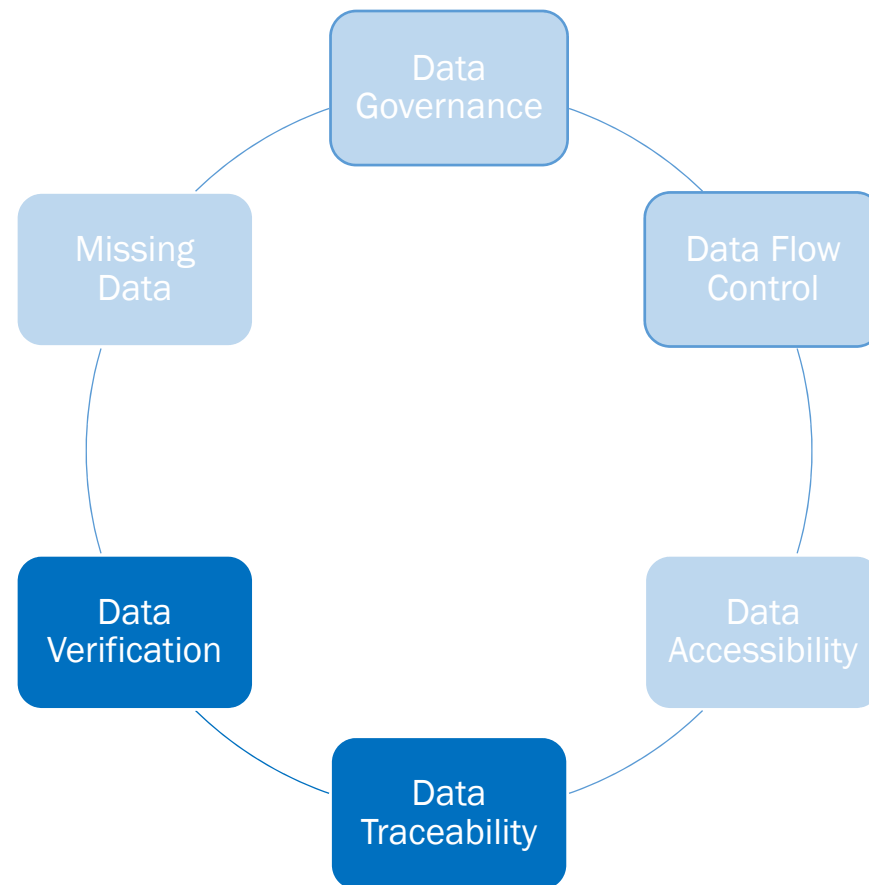 Data
Governance
Missing
Data
Data Flow
Control
Data
Verification
Data
Accessibility
Data
Traceability